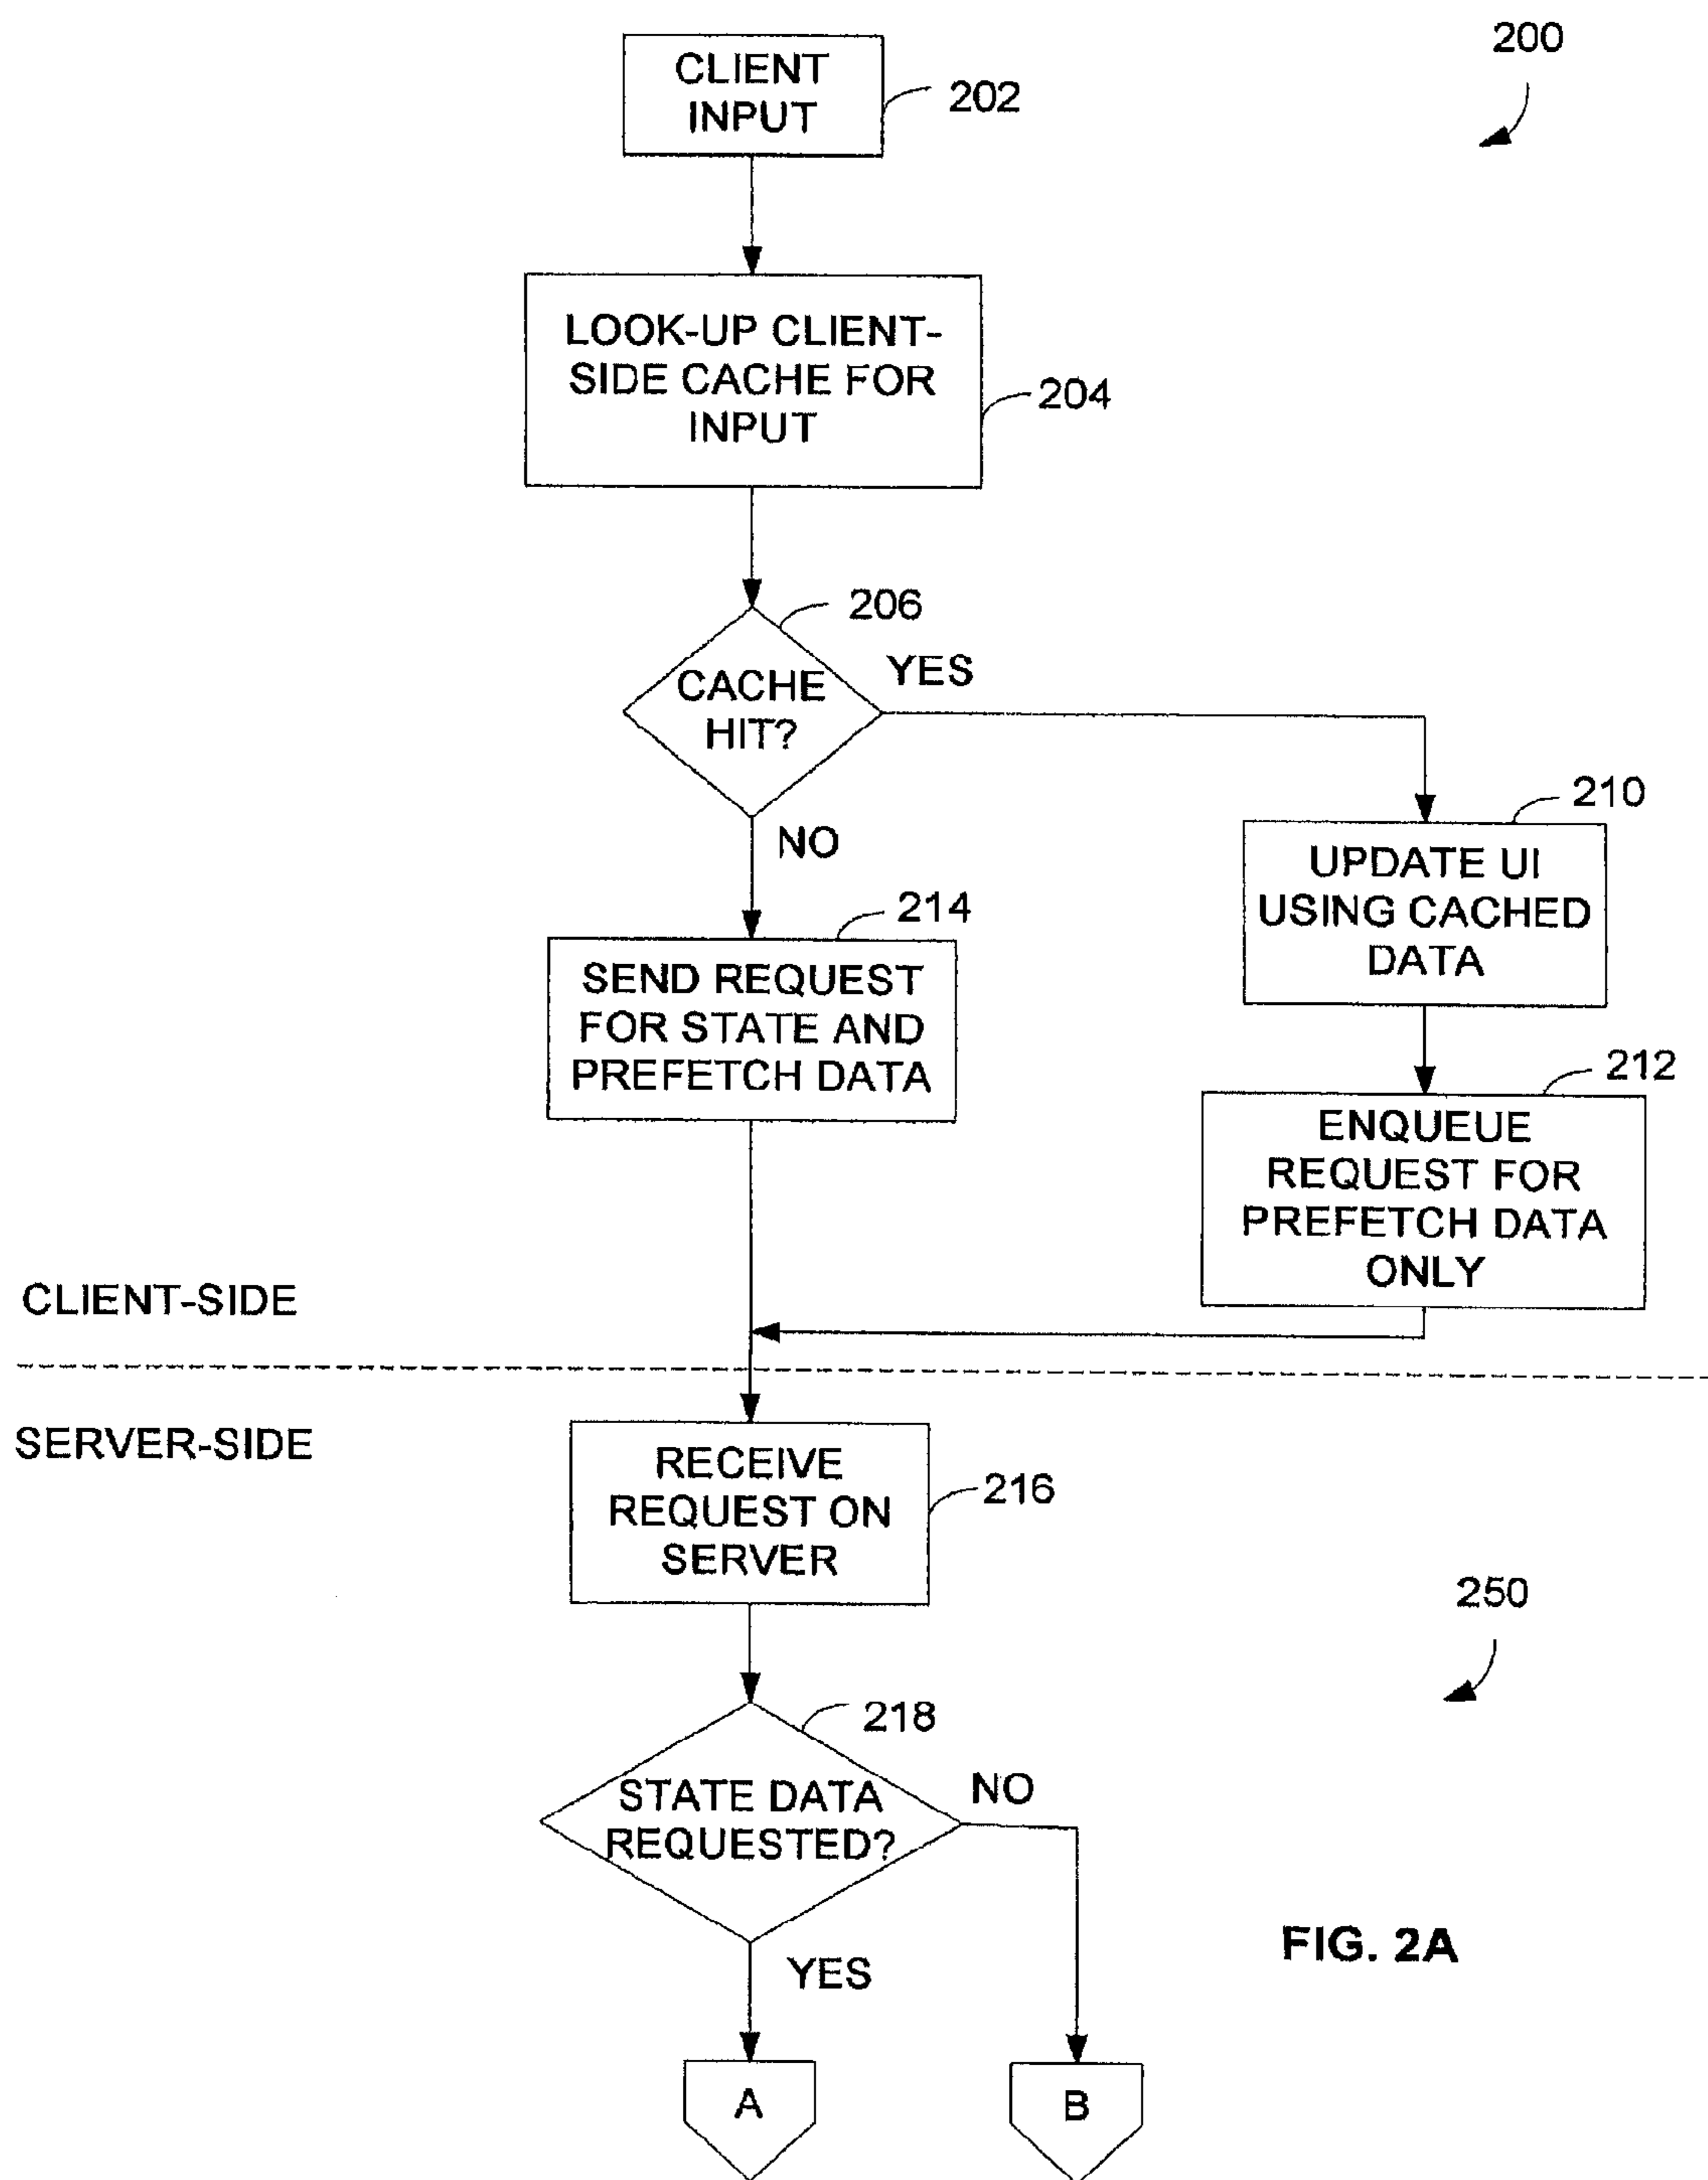 200
CLIENT
INPUT
202
LOOK-UP CLIENT-
SIDE CACHE FOR
INPUT
204
206
CACHE
HIT?
YES
NO
210
UPDATE UI
USING CACHED
DATA
214
SEND REQUEST
FOR STATE AND
PREFETCH DATA
212
ENQUEUE
REQUEST FOR
PREFETCH DATA
ONLY
CLIENT-SIDE
SERVER-SIDE
RECEIVE
REQUEST ON
SERVER
216
250
218
STATE DATA
REQUESTED?
NO
YES
FIG. 2A
A
B